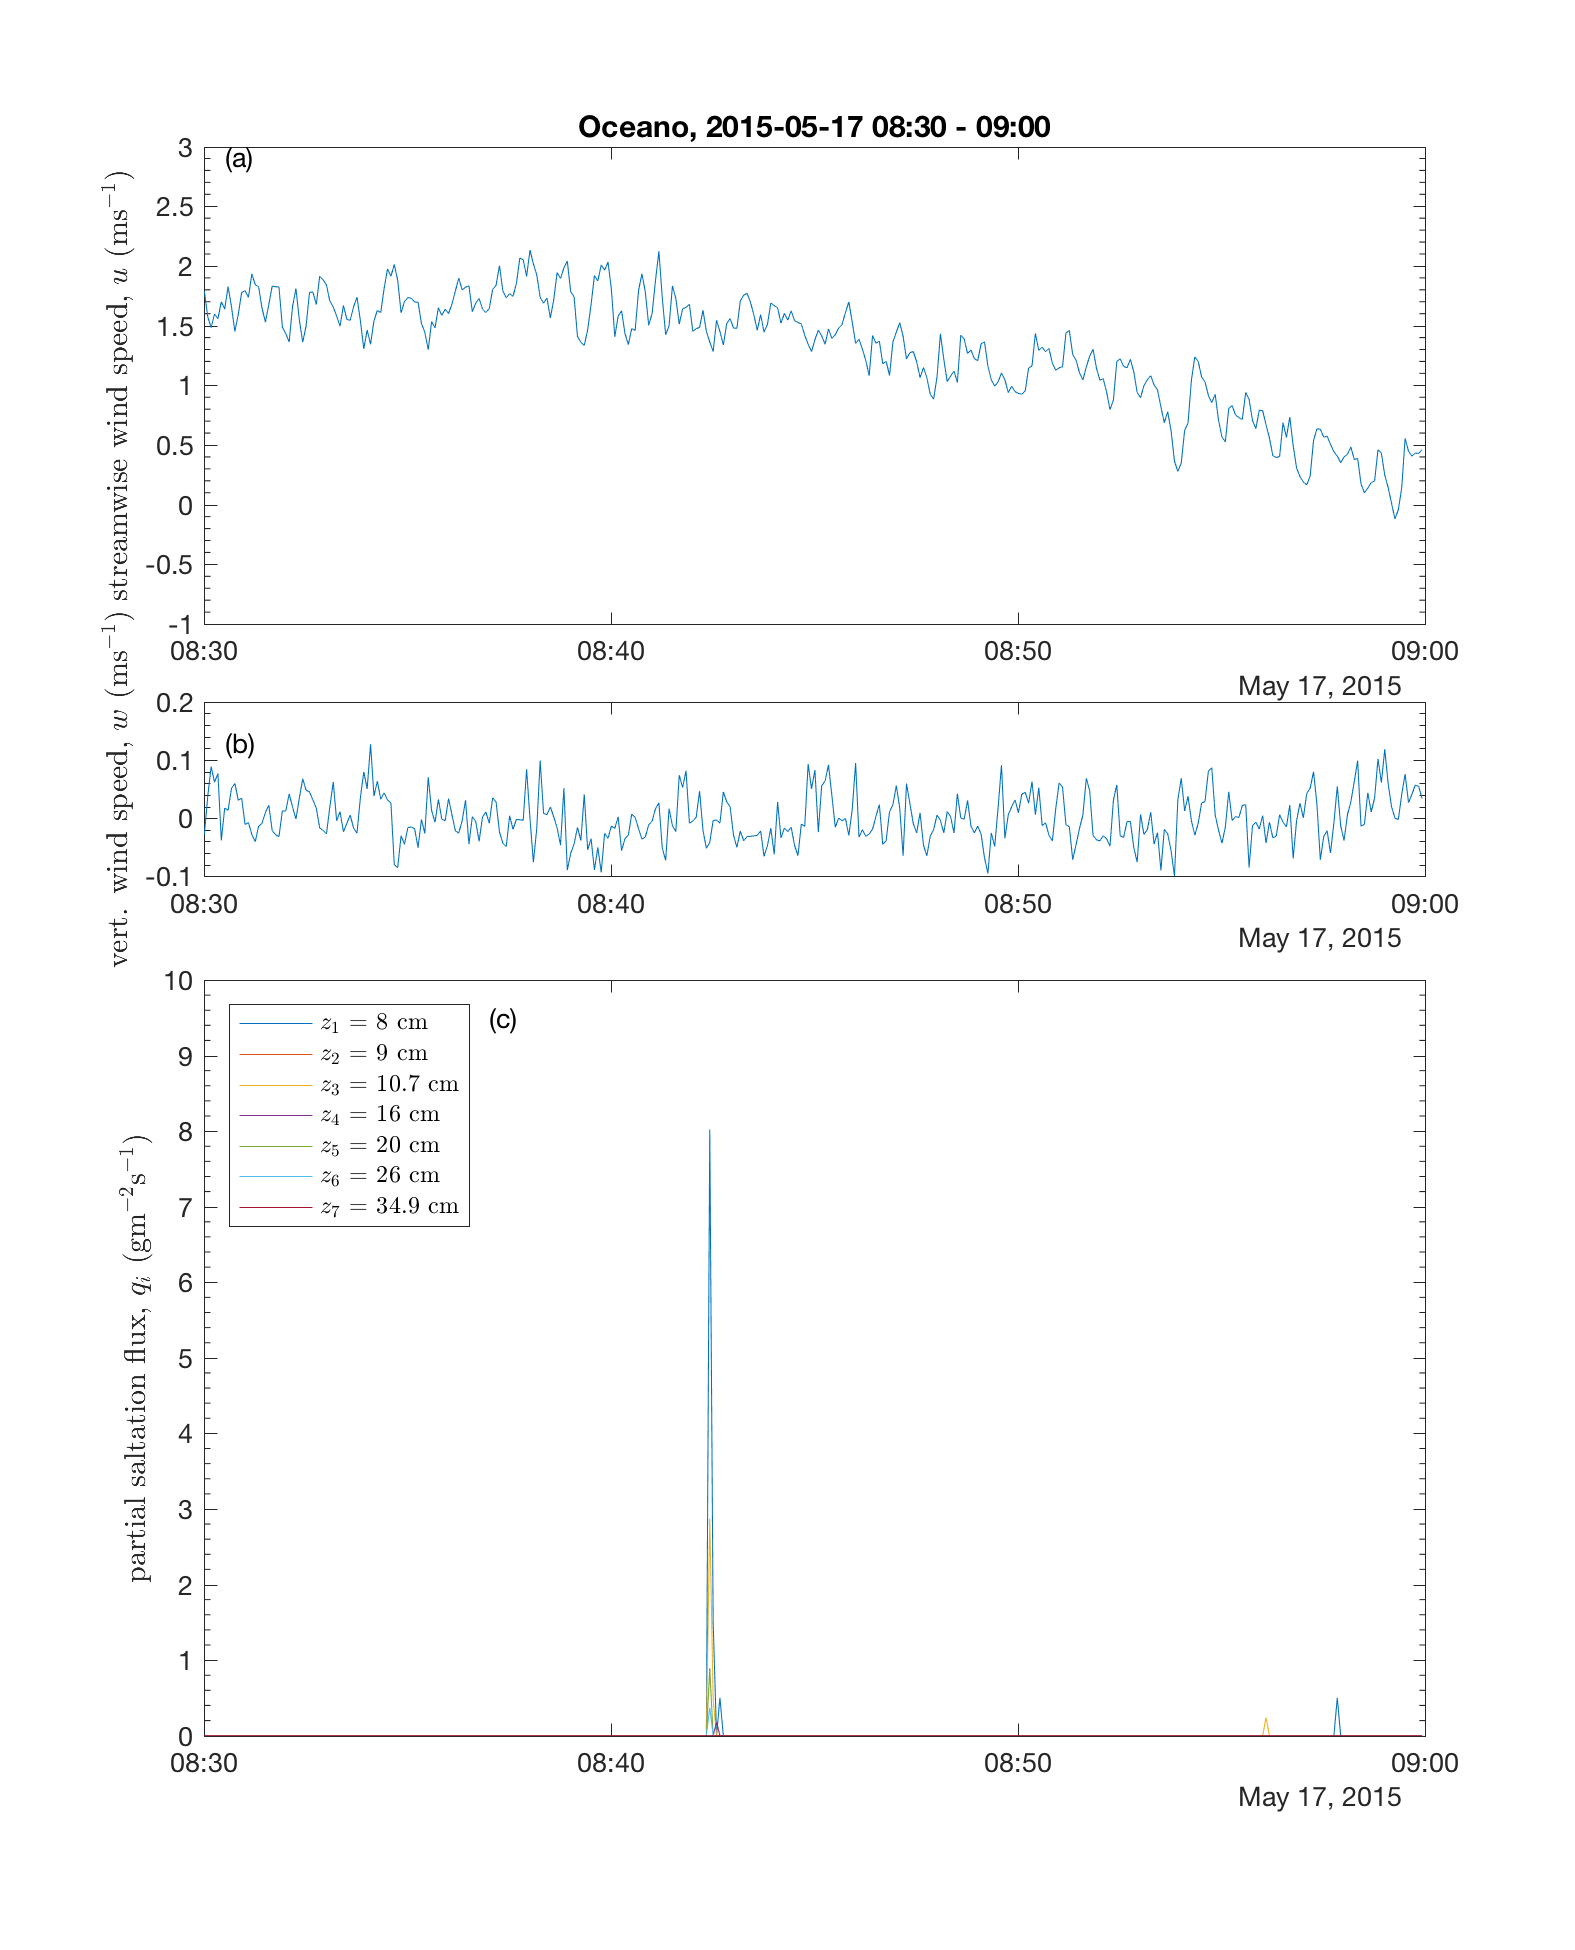 Oceano, 2015-05-17 08:30 - 09:00
(a)
streamwise wind speed, u (ms⁻¹)
3
2.5
2
1.5
1
0.5
0
-0.5
-1
08:30 08:40 08:50 09:00
May 17, 2015
(b)
vert. wind speed, w (ms⁻¹)
0.2
0.1
0
-0.1
08:30 08:40 08:50 09:00
May 17, 2015
(c)
partial saltation flux, qᵢ (gm⁻²s⁻¹)
10
9
8
7
6
5
4
3
2
1
0
z₁ = 8 cm
z₂ = 9 cm
z₃ = 10.7 cm
z₄ = 16 cm
z₅ = 20 cm
z₆ = 26 cm
z₇ = 34.9 cm
08:30 08:40 08:50 09:00
May 17, 2015